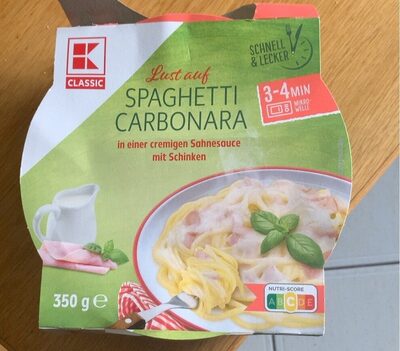 K
CLASSIC
SCHNELL
& LECKER
Lust auf
SPAGHETTI
CARBONARA
3-4 MIN
MIKRO
WELLE
in einer cremigen Sahnesauce
mit Schinken
350 g e
NUTRI-SCORE
A B C D E